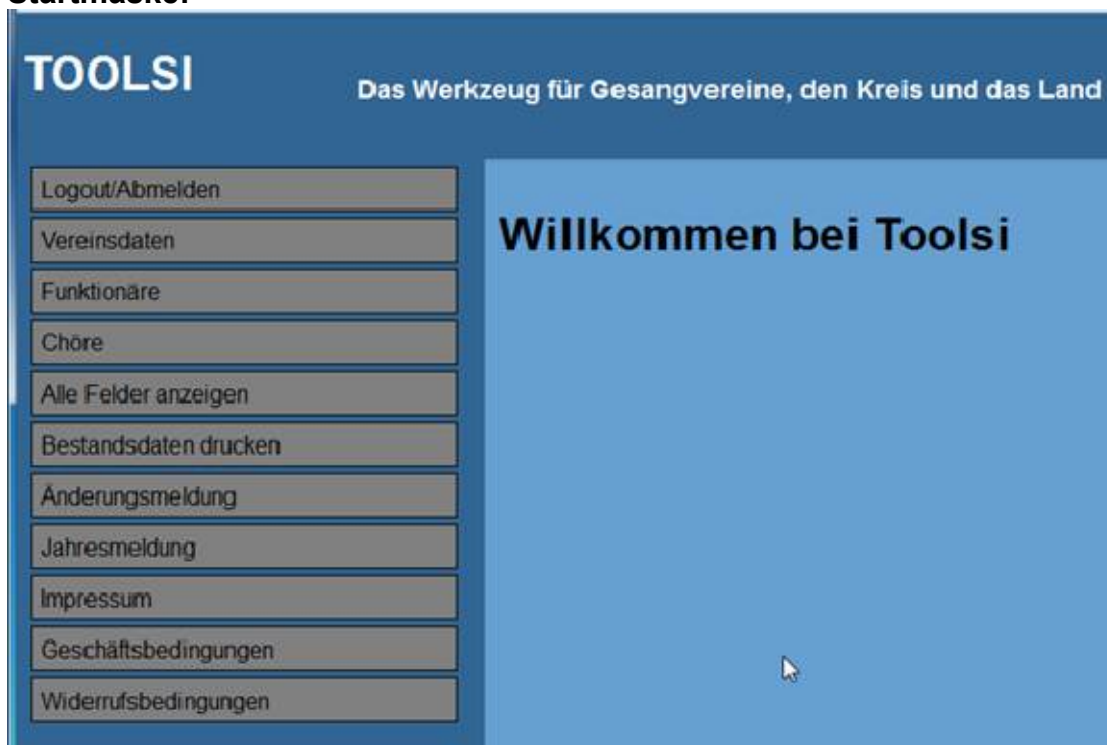 Startmaske:
TOOLSI
Das Werkzeug für Gesangvereine, den Kreis und das Land
Logout/Abmelden
Vereinsdaten
Willkommen bei Toolsi
Funktionäre
Chöre
Alle Felder anzeigen
Bestandsdaten drucken
Änderungsmeldung
Jahresmeldung
Impressum
Geschäftsbedingungen
Widerrufsbedingungen